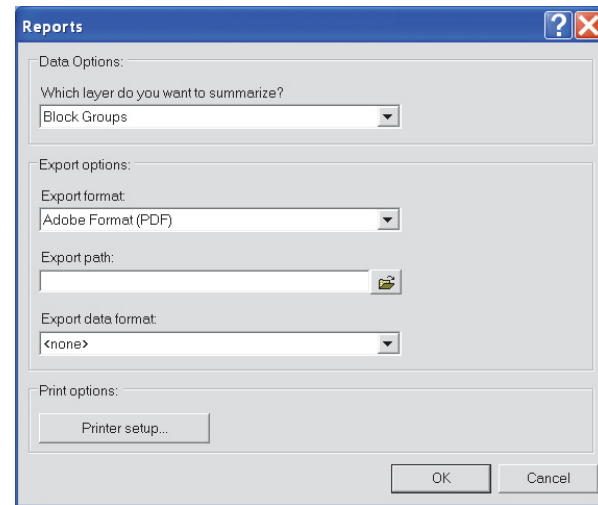 Reports
Data Options:
Which layer do you want to summarize?
Block Groups
Export options:
Export format:
Adobe Format (PDF)
Export path:
Export data format:
<none>
Print options:
Printer setup...
OK
Cancel